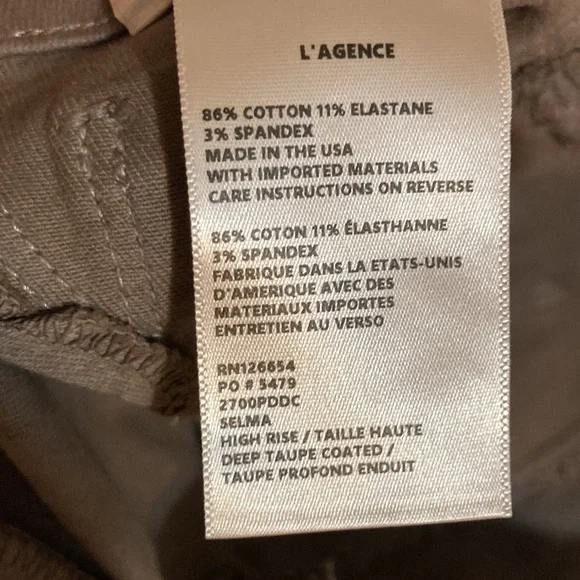 L'AGENCE
86% COTTON 11% ELASTANE
3% SPANDEX
MADE IN THE USA
WITH IMPORTED MATERIALS
CARE INSTRUCTIONS ON REVERSE
86% COTON 11% ÉLASTHANNE
3% SPANDEX
FABRIQUE DANS LA ETATS-UNIS
D'AMERIQUE AVEC DES
MATERIAUX IMPORTES
ENTRETIEN AU VERSO
RN126654
PO # 5479
2700PDDC
SELMA
HIGH RISE / TAILLE HAUTE
DEEP TAUPE COATED /
TAUPE PROFOND ENDUIT